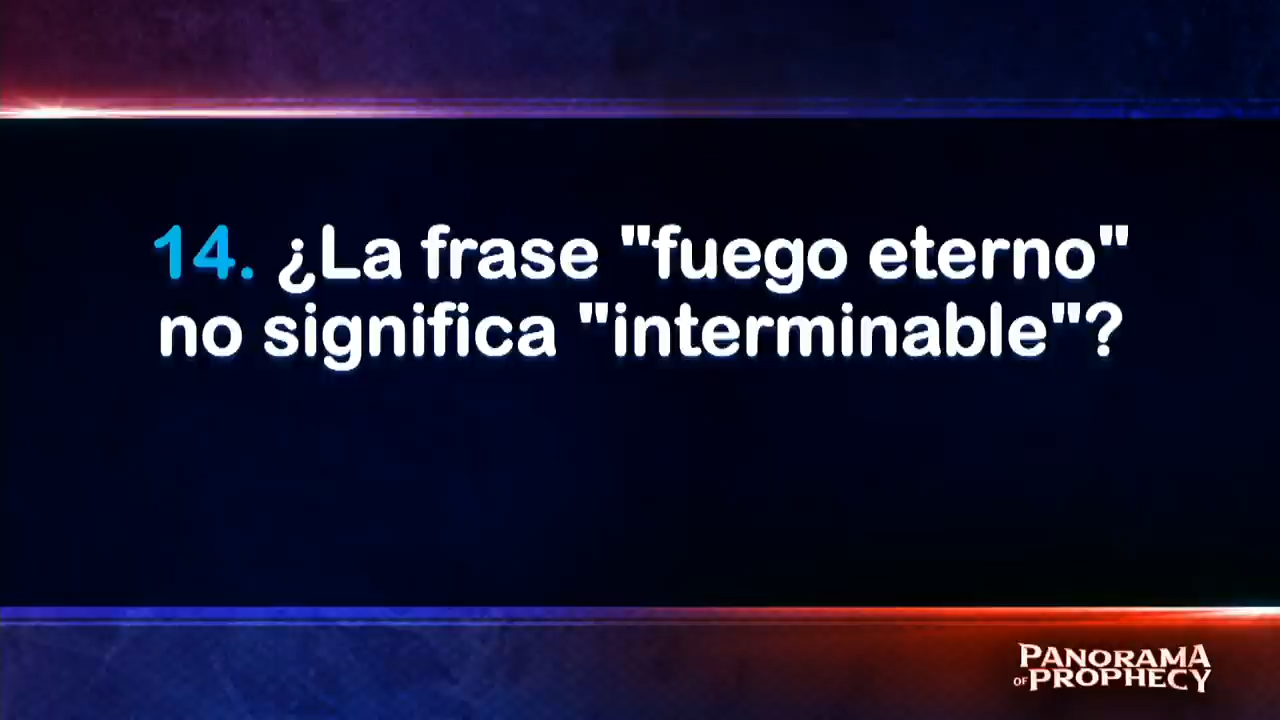 14. ¿La frase "fuego eterno"
no significa "interminable"?
PANORAMA
OF PROPHECY